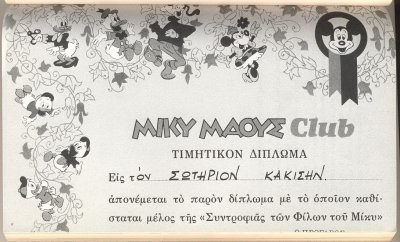 ΜΙΚΥ ΜΑΟΥΣ Club
ΤΙΜΗΤΙΚΟΝ ΔΙΠΛΩΜΑ
Εἰς τὸν ΣΩΤΗΡΙΟΝ ΚΑΚΙΣΗΝ
ἀπονέμεται τὸ παρὸν δίπλωμα μὲ τὸ ὁποῖον καθί-
σταται μέλος τῆς «Συντροφιᾶς τῶν Φίλων τοῦ Μίκυ»